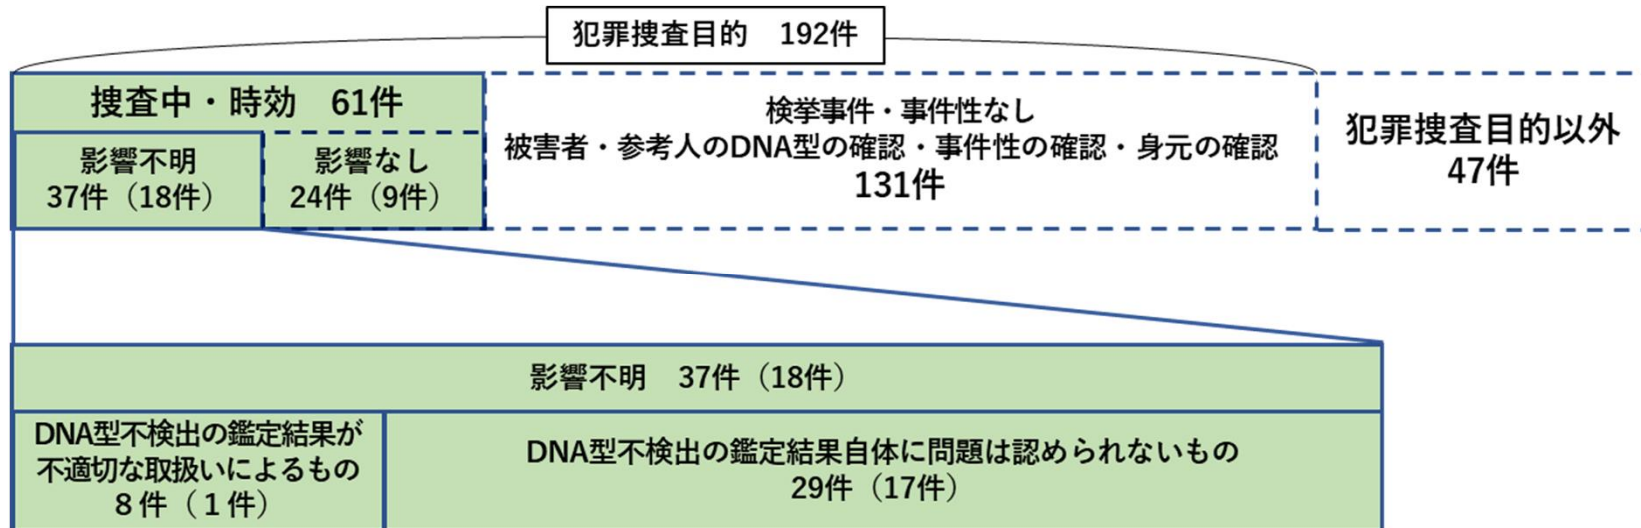 犯罪捜査目的　192件
捜査中・時効　61件
影響不明
37件（18件）
影響なし
24件（9件）
検挙事件・事件性なし
被害者・参考人のDNA型の確認・事件性の確認・身元の確認
131件
犯罪捜査目的以外
47件
影響不明　37件（18件）
DNA型不検出の鑑定結果が
不適切な取扱いによるもの
８件（１件）
DNA型不検出の鑑定結果自体に問題は認められないもの
29件（17件）